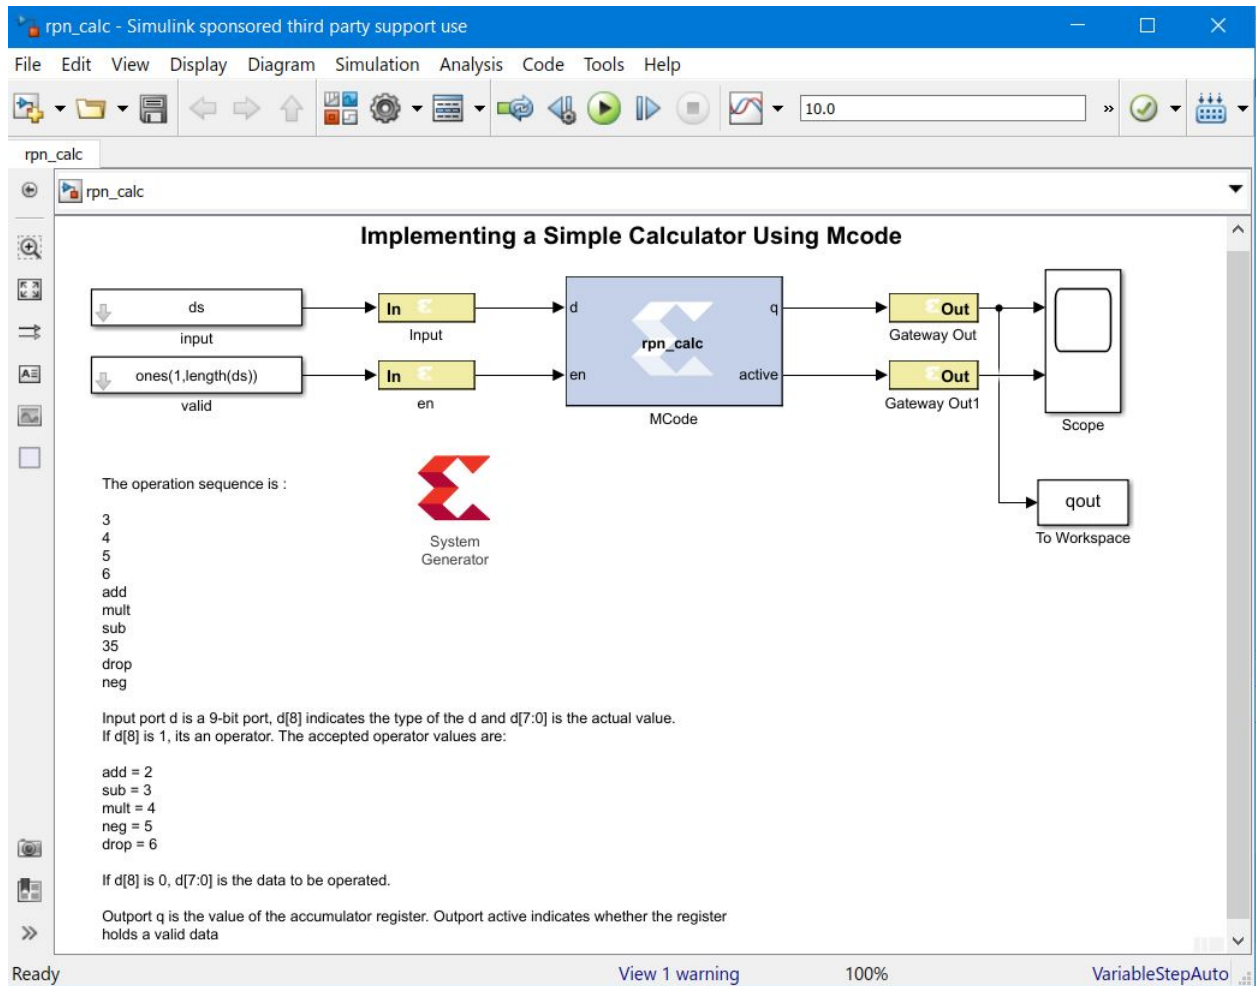 rpn_calc - Simulink sponsored third party support use
File Edit View Display Diagram Simulation Analysis Code Tools Help
10.0
rpn_calc
rpn_calc
Implementing a Simple Calculator Using Mcode
ds
input
In
Input
d
q
rpn_calc
Out
Gateway Out
ones(1,length(ds))
valid
In
en
en
active
MCode
Out
Gateway Out1
Scope
qout
To Workspace
System
Generator
The operation sequence is :
3
4
5
6
add
mult
sub
35
drop
neg
Input port d is a 9-bit port, d[8] indicates the type of the d and d[7:0] is the actual value.
If d[8] is 1, its an operator. The accepted operator values are:
add = 2
sub = 3
mult = 4
neg = 5
drop = 6
If d[8] is 0, d[7:0] is the data to be operated.
Outport q is the value of the accumulator register. Outport active indicates whether the register
holds a valid data
Ready
View 1 warning
100%
VariableStepAuto